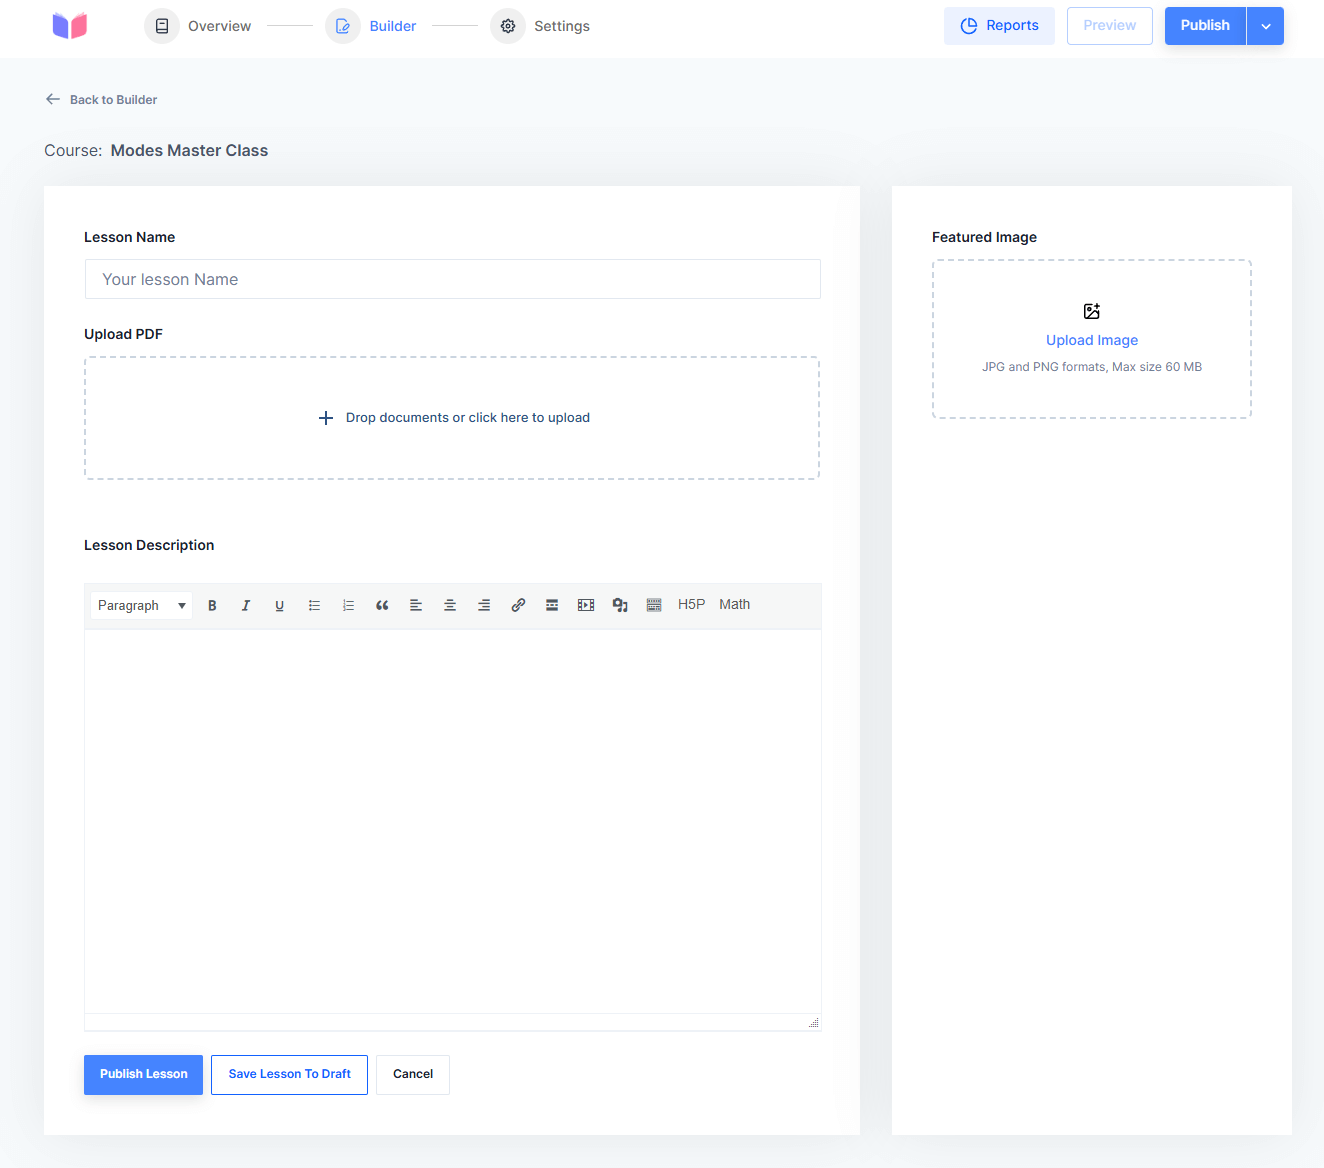 Overview
Builder
Settings
Reports
Preview
Publish
Back to Builder
Course: Modes Master Class
Lesson Name
Your lesson Name
Upload PDF
Drop documents or click here to upload
Lesson Description
Paragraph
B
I
U
H5P
Math
Publish Lesson
Save Lesson To Draft
Cancel
Featured Image
Upload Image
JPG and PNG formats, Max size 60 MB